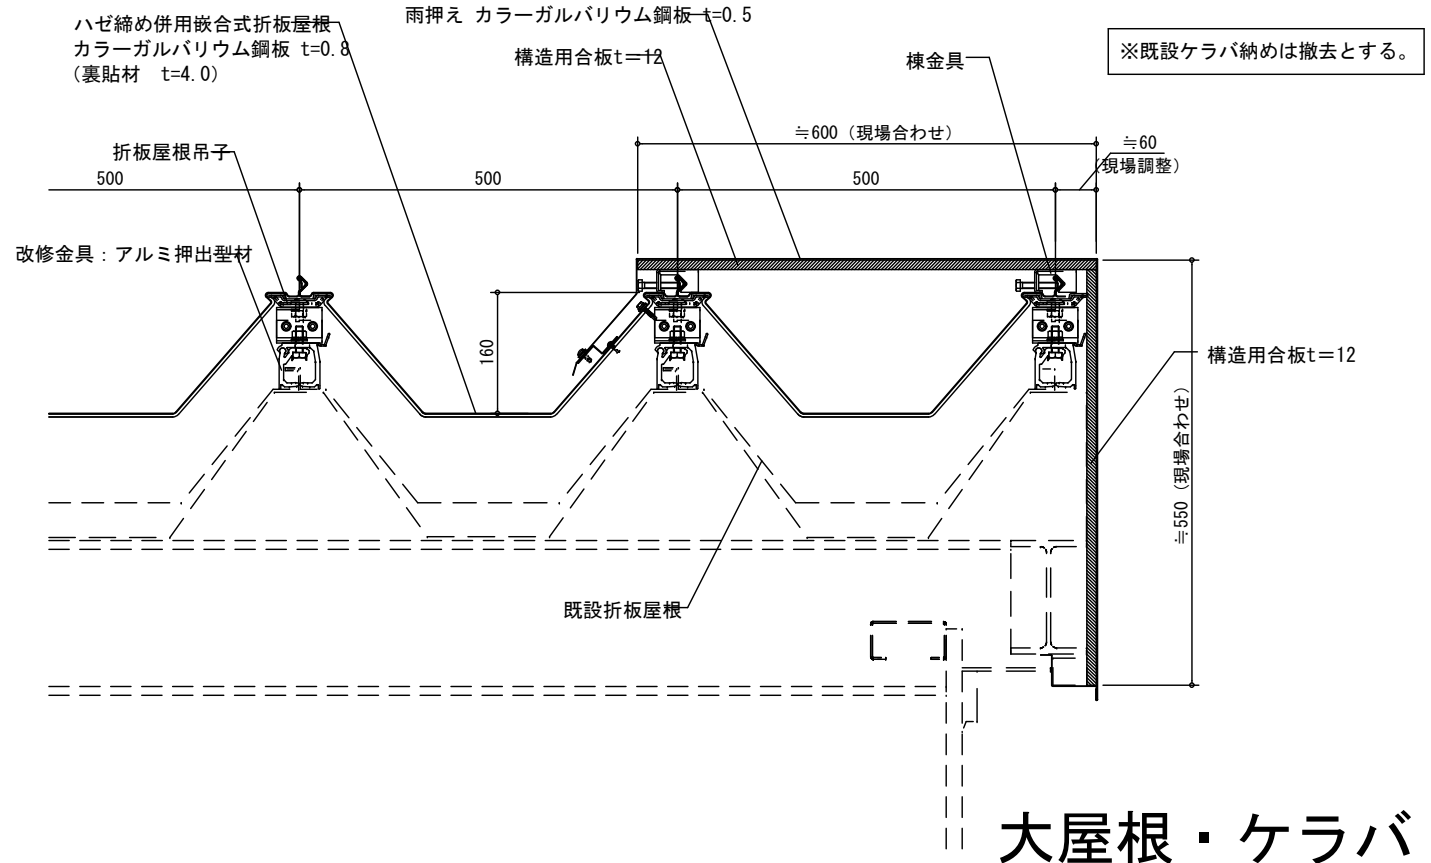 雨押え カラーガルバリウム鋼板 t=0.5
ハゼ締め併用嵌合式折板屋根
カラーガルバリウム鋼板 t=0.8
(裏貼材 t=4.0)
構造用合板t=12
棟金具
※既設ケラバ納めは撤去とする。
≒600 (現場合わせ)
≒60
(現場調整)
折板屋根吊子
500
500
500
改修金具:アルミ押出型材
160
構造用合板t=12
≒550 (現場合わせ)
既設折板屋根
大屋根・ケラバ